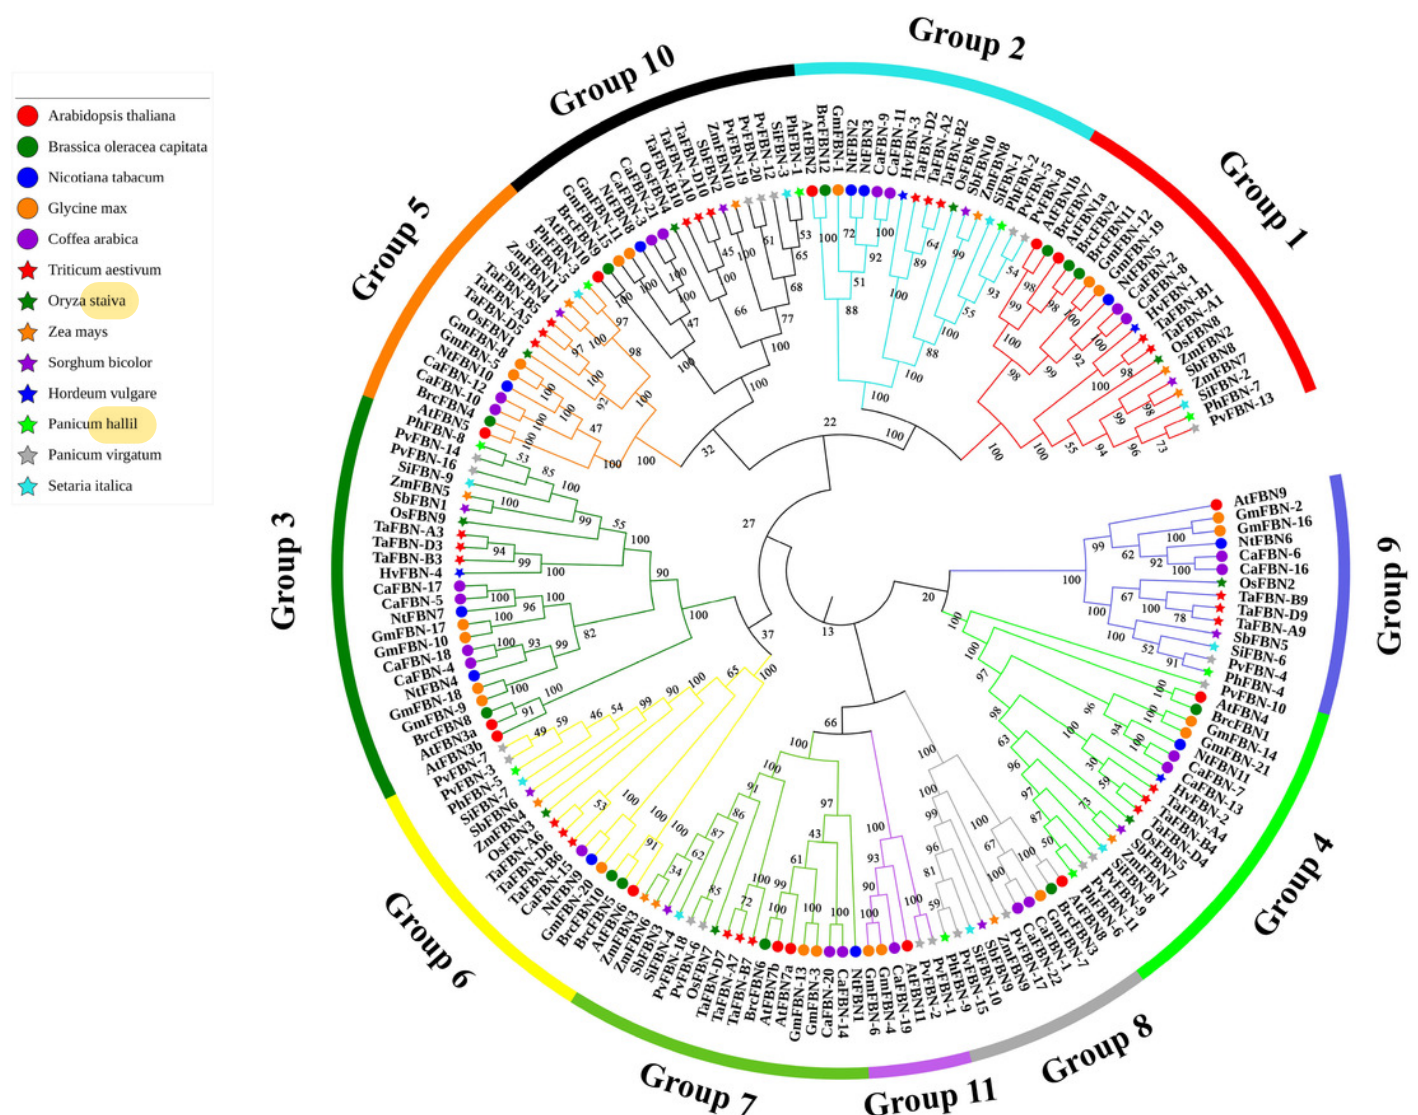 Arabidopsis thaliana
Brassica oleracea capitata
Nicotiana tabacum
Glycine max
Coffea arabica
Triticum aestivum
Oryza staiva
Zea mays
Sorghum bicolor
Hordeum vulgare
Panicum hallil
Panicum virgatum
Setaria italica
Group 2
AtFBN2
BrcFBN12
GmFBN-1
NtFBN2
NtFBN3
CaFBN-9
CaFBN-11
HvFBN-3
TaFBN-D2
TaFBN-A2
TaFBN-B2
OsFBN6
SbFBN10
ZmFBN8
SiFBN-1
PhFBN-2
PvFBN-5
PvFBN-8
Group 1
AtFBN1b
BrcFBN7
AtFBN1a
BrcFBN2
BrcFBN11
GmFBN-12
GmFBN-19
NtFBN5
CaFBN-2
CaFBN-8
HvFBN-1
TaFBN-B1
TaFBN-A1
OsFBN8
ZmFBN2
SbFBN8
ZmFBN7
SiFBN-2
PhFBN-7
PvFBN-13
Group 9
AtFBN9
GmFBN-2
GmFBN-16
NtFBN6
CaFBN-6
CaFBN-16
OsFBN2
TaFBN-B9
TaFBN-D9
TaFBN-A9
SbFBN5
SiFBN-6
PvFBN-4
PhFBN-4
PvFBN-10
Group 4
AtFBN4
BrcFBN1
GmFBN-14
GmFBN-21
NtFBN11
CaFBN-7
CaFBN-13
HvFBN-2
TaFBN-A4
TaFBN-B4
TaFBN-D4
OsFBN5
SbFBN7
ZmFBN1
SiFBN-8
PvFBN-9
PvFBN-11
PhFBN-6
Group 8
AtFBN8
BrcFBN3
GmFBN-7
CaFBN-1
CaFBN-22
PvFBN-17
ZmFBN9
SbFBN9
SiFBN-10
PvFBN-15
PhFBN-9
PvFBN-1
PvFBN-2
Group 11
AtFBN11
CaFBN-19
GmFBN-4
GmFBN-6
Group 7
NtFBN1
CaFBN-14
CaFBN-20
GmFBN-3
GmFBN-13
AtFBN7a
AtFBN7b
BrcFBN6
TaFBN-B7
TaFBN-A7
TaFBN-D7
OsFBN7
PvFBN-6
PvFBN-18
SiFBN-4
SbFBN3
ZmFBN6
ZmFBN3
Group 6
AtFBN6
BrcFBN5
BrcFBN10
GmFBN-20
NtFBN9
CaFBN-15
TaFBN-B6
TaFBN-D6
TaFBN-A6
OsFBN3
ZmFBN4
SbFBN6
SiFBN-7
PhFBN-5
PvFBN-3
PvFBN-7
Group 3
AtFBN3b
AtFBN3a
BrcFBN8
GmFBN-9
GmFBN-18
NtFBN4
CaFBN-4
CaFBN-18
GmFBN-10
GmFBN-17
NtFBN7
CaFBN-5
CaFBN-17
HvFBN-4
TaFBN-B3
TaFBN-D3
TaFBN-A3
OsFBN9
SbFBN1
ZmFBN5
SiFBN-9
PvFBN-16
PvFBN-14
PhFBN-8
Group 5
AtFBN5
BrcFBN4
CaFBN-10
CaFBN-12
NtFBN10
GmFBN-5
GmFBN-8
OsFBN1
TaFBN-D5
TaFBN-A5
TaFBN-B5
SbFBN4
ZmFBN11
SiFBN-5
PhFBN-3
Group 10
AtFBN10
BrcFBN9
GmFBN-15
GmFBN-11
NtFBN8
CaFBN-3
CaFBN-21
OsFBN4
TaFBN-B10
TaFBN-A10
TaFBN-D10
SbFBN2
ZmFBN10
PvFBN-19
PvFBN-20
PvFBN-12
SiFBN-3
PhFBN-1
22
32
27
37
13
20
66
100